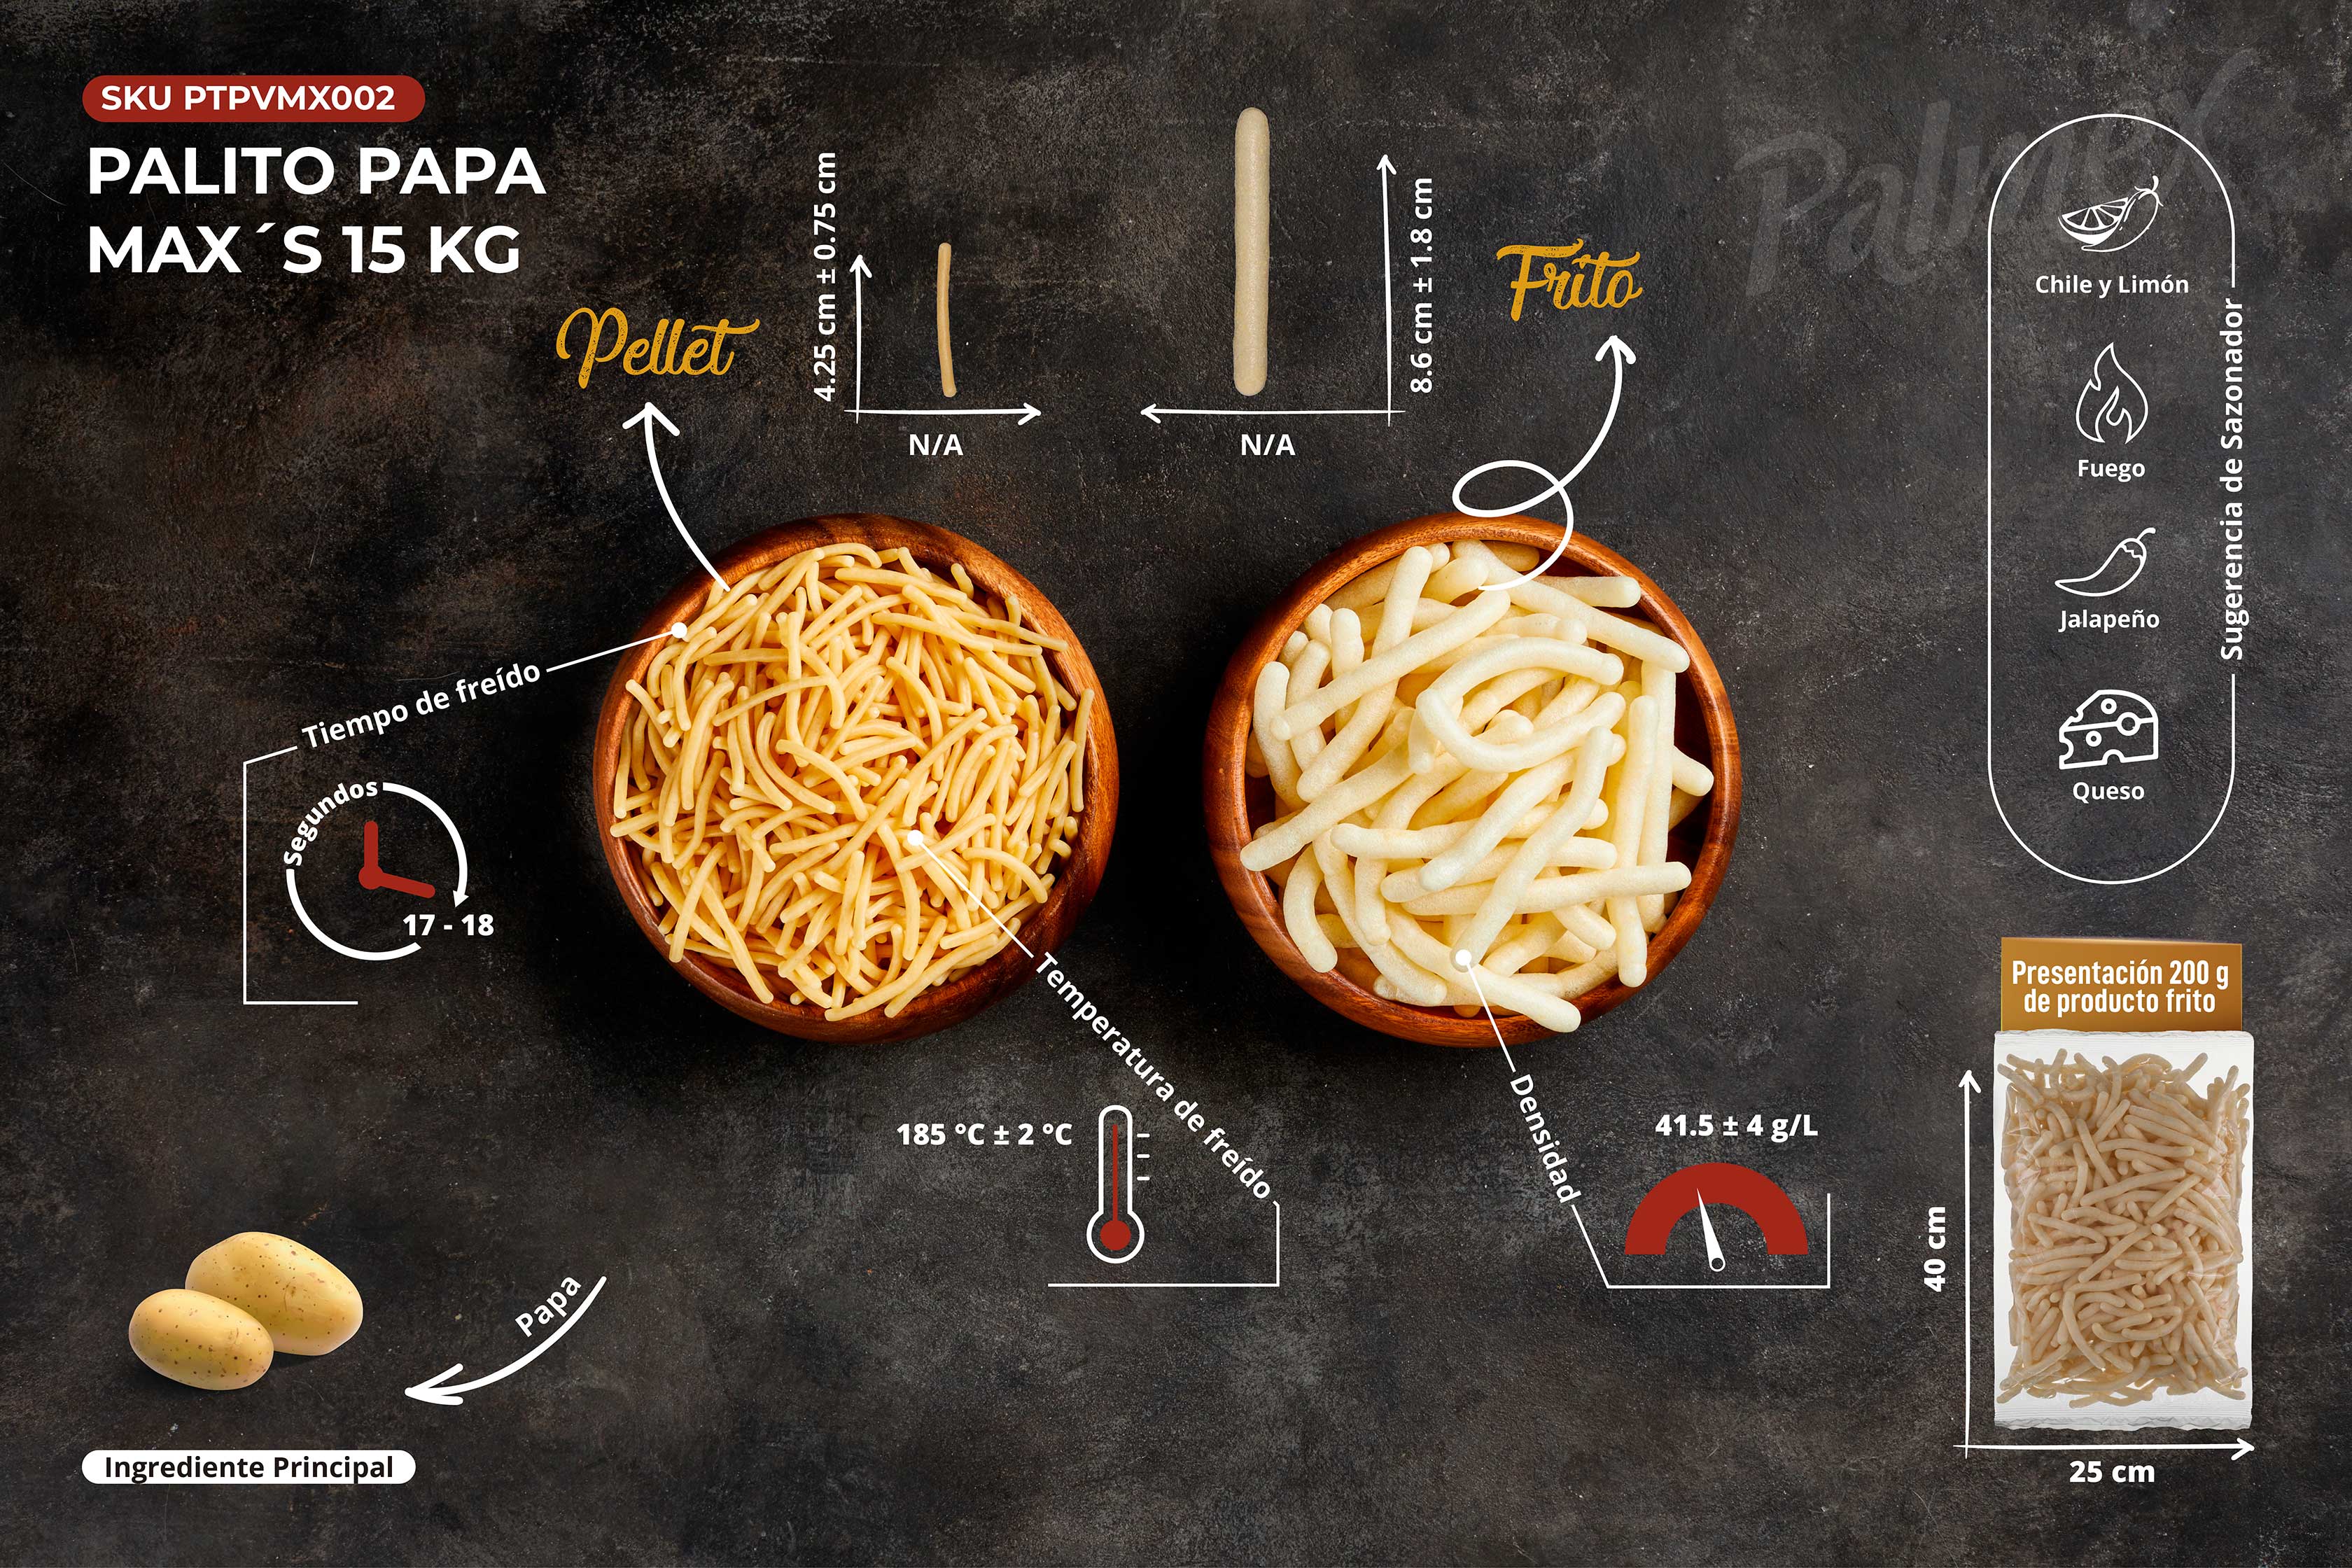 SKU PTPVMX002
PALITO PAPA
MAX´S 15 KG
Pellet
4.25 cm ± 0.75 cm
N/A
8.6 cm ± 1.8 cm
N/A
Frito
Palmex
Chile y Limón
Fuego
Jalapeño
Queso
Sugerencia de Sazonador
Tiempo de freído
Segundos
17 - 18
Temperatura de freído
185 °C ± 2 °C
Densidad
41.5 ± 4 g/L
Presentación 200 g
de producto frito
40 cm
25 cm
Papa
Ingrediente Principal